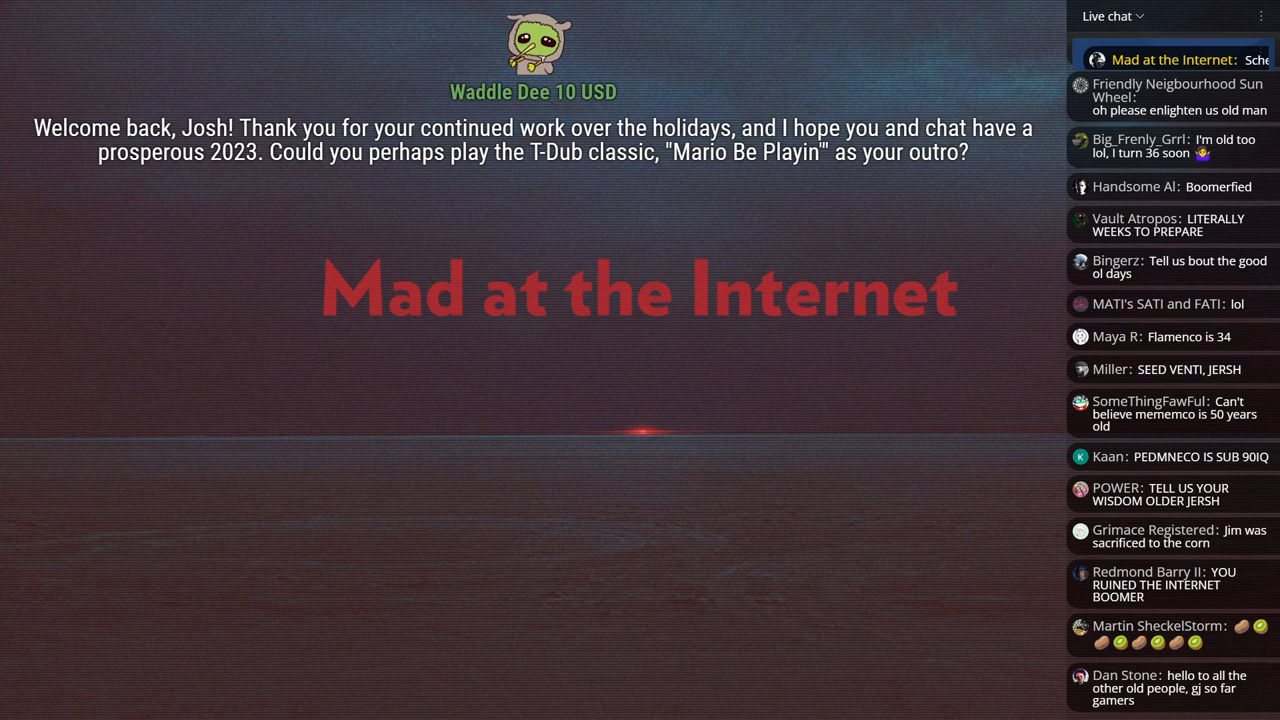 Waddle Dee 10 USD
Welcome back, Josh! Thank you for your continued work over the holidays, and I hope you and chat have a
prosperous 2023. Could you perhaps play the T-Dub classic, "Mario Be Playin'" as your outro?
Mad at the Internet
Live chat
Mad at the Internet: Sche
Friendly Neigbourhood Sun
Wheel:
oh please enlighten us old man
Big_Frenly_Grrl: I'm old too
lol, I turn 36 soon 🤷‍♀️
Handsome Al: Boomerfied
Vault Atropos: LITERALLY
WEEKS TO PREPARE
Bingerz: Tell us bout the good
ol days
MATI's SATI and FATI: lol
Maya R: Flamenco is 34
Miller: SEED VENTI, JERSH
SomeThingFawFul: Can't
believe mememco is 50 years
old
K Kaan: PEDMNECO IS SUB 90IQ
POWER: TELL US YOUR
WISDOM OLDER JERSH
Grimace Registered: Jim was
sacrificed to the corn
Redmond Barry II: YOU
RUINED THE INTERNET
BOOMER
Martin SheckelStorm: 🥔🥝
🥔🥝🥔🥝🥔🥝
Dan Stone: hello to all the
other old people, gj so far
gamers